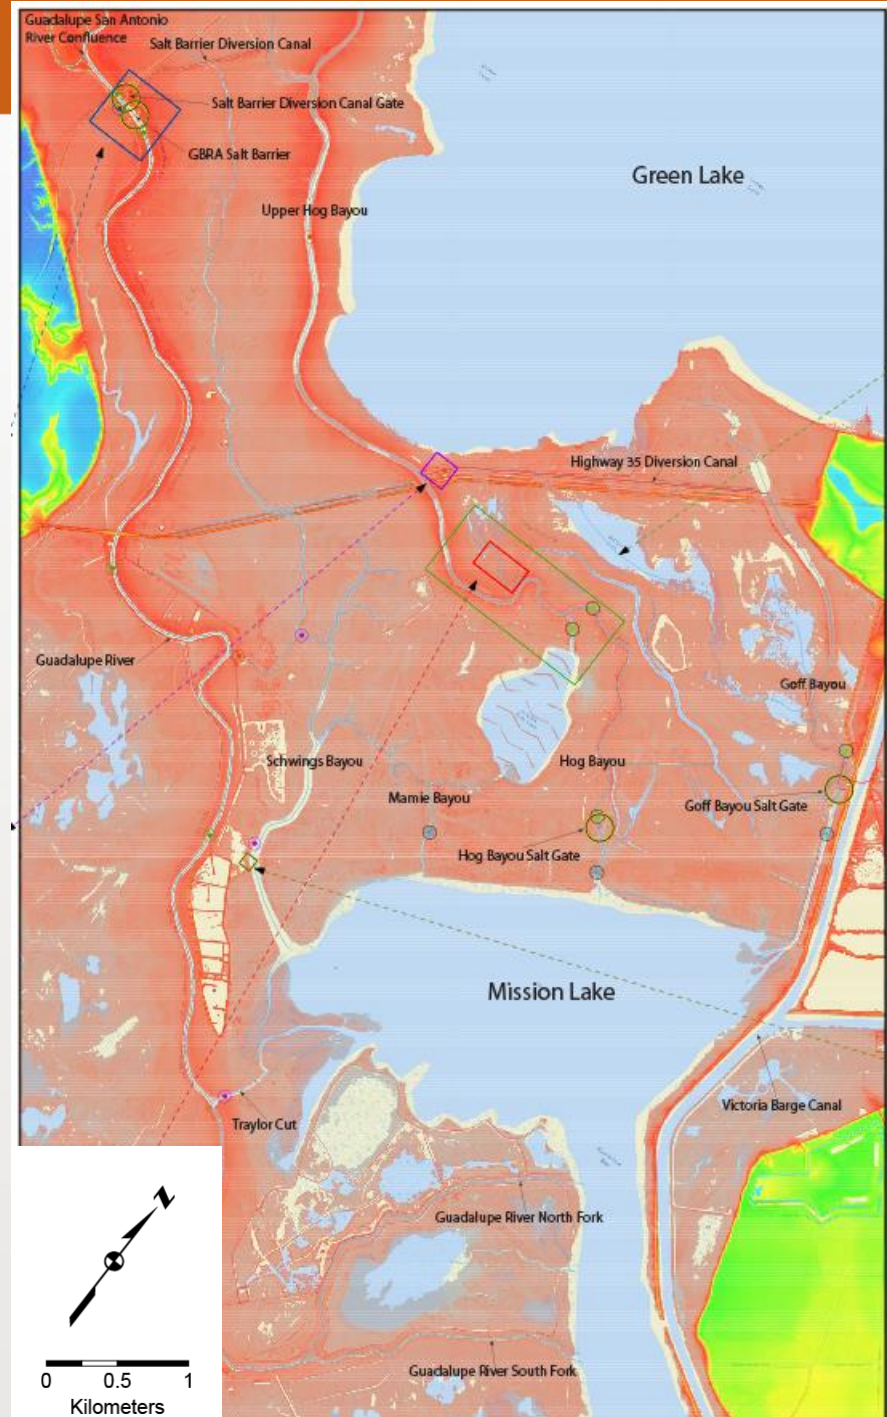 Guadalupe San Antonio
River Confluence
Salt Barrier Diversion Canal
Salt Barrier Diversion Canal Gate
GBRA Salt Barrier
Green Lake
Upper Hog Bayou
Highway 35 Diversion Canal
Guadalupe River
Goff Bayou
Schwings Bayou
Hog Bayou
Mamie Bayou
Goff Bayou Salt Gate
Hog Bayou Salt Gate
Mission Lake
Victoria Barge Canal
Traylor Cut
Guadalupe River North Fork
Guadalupe River South Fork
N
0 0.5 1
Kilometers